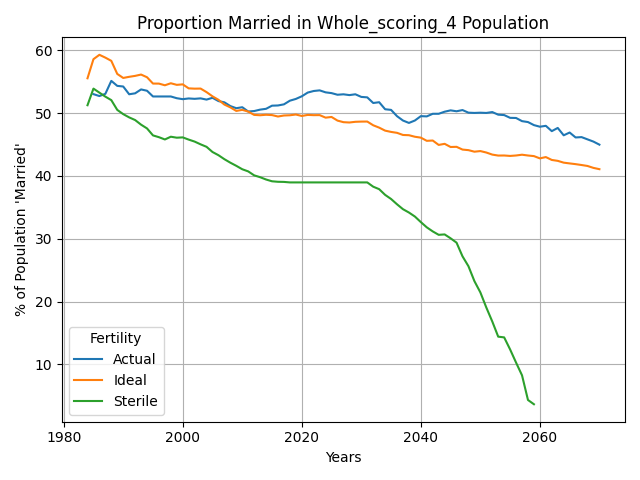 Proportion Married in Whole_scoring_4 Population
% of Population 'Married'
60
50
40
30
20
10
Fertility
Actual
Ideal
Sterile
1980 2000 2020 2040 2060
Years